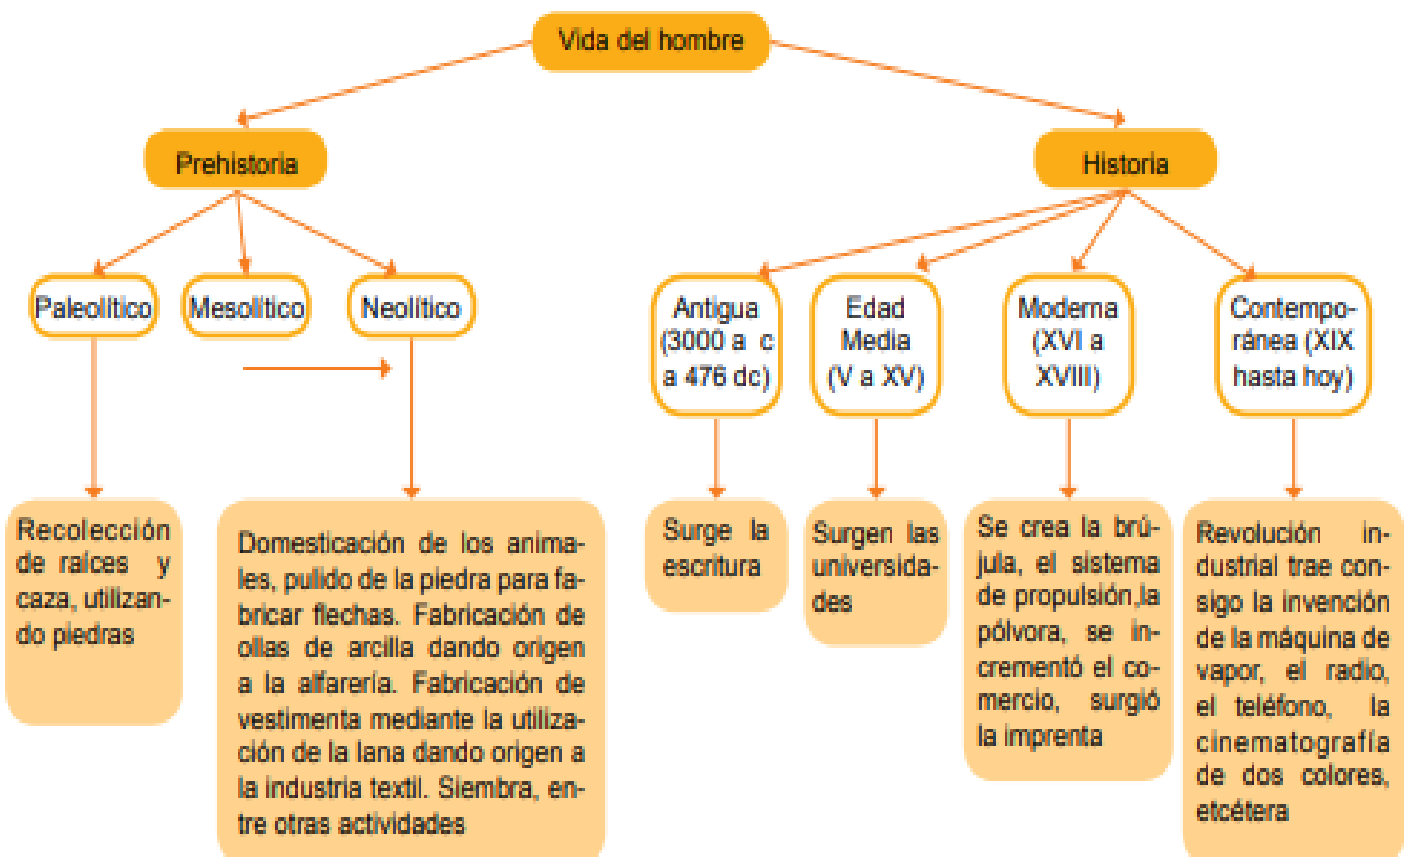 Vida del hombre
Prehistoria
Historia
Paleolítico
Mesolítico
Neolítico
Antigua
(3000 a c
a 476 dc)
Edad
Media
(V a XV)
Moderna
(XVI a
XVIII)
Contempo-
ránea (XIX
hasta hoy)
Recolección
de raíces y
caza, utilizan-
do piedras
Domesticación de los anima-
les, pulido de la piedra para fa-
bricar flechas. Fabricación de
ollas de arcilla dando origen
a la alfarería. Fabricación de
vestimenta mediante la utiliza-
ción de la lana dando origen a
la industria textil. Siembra, en-
tre otras actividades
Surge la
escritura
Surgen las
universida-
des
Se crea la brú-
jula, el sistema
de propulsión,la
pólvora, se in-
crementó el co-
mercio, surgió
la imprenta
Revolución in-
dustrial trae con-
sigo la invención
de la máquina de
vapor, el radio,
el teléfono, la
cinematografía
de dos colores,
etcétera